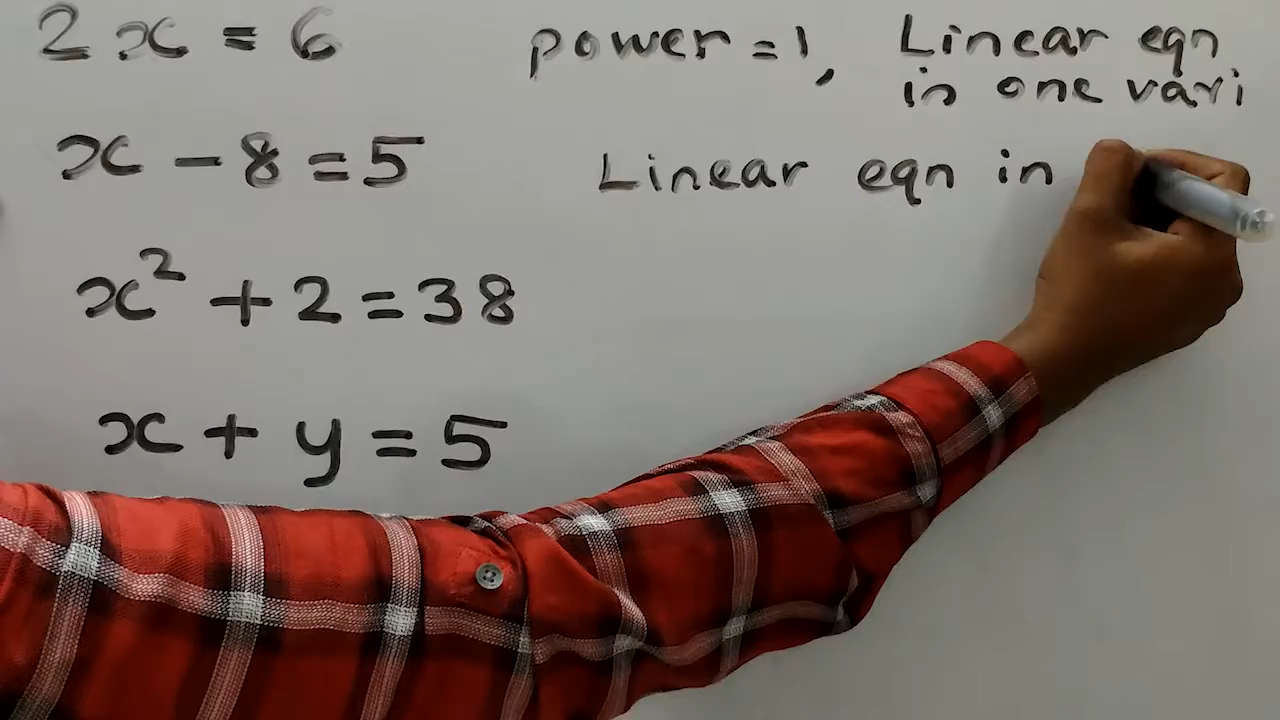 2x = 6 power = 1, Linear eqn
in one vari
x - 8 = 5 Linear eqn in
x² + 2 = 38
x + y = 5